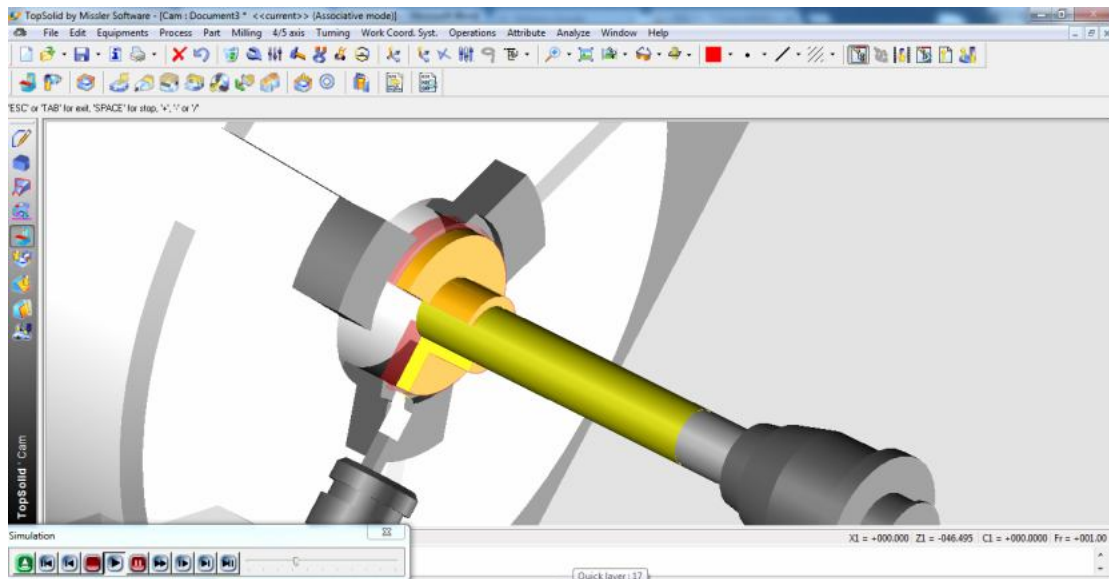 TopSolid by Missler Software - [Cam : Document3 *  <<current>> (Associative mode)]
File Edit Equipments Process Part Milling 4/5 axis Turning Work Coord. Syst. Operations Attribute Analyze Window Help
'ESC' or 'TAB' for exit, 'SPACE' for stop, '+', '-' or '/'
TopSolid'Cam
Simulation
X1 = +000.000 Z1 = -046.495 C1 = +000.0000 Fr = +001.00
Quick layer : 17